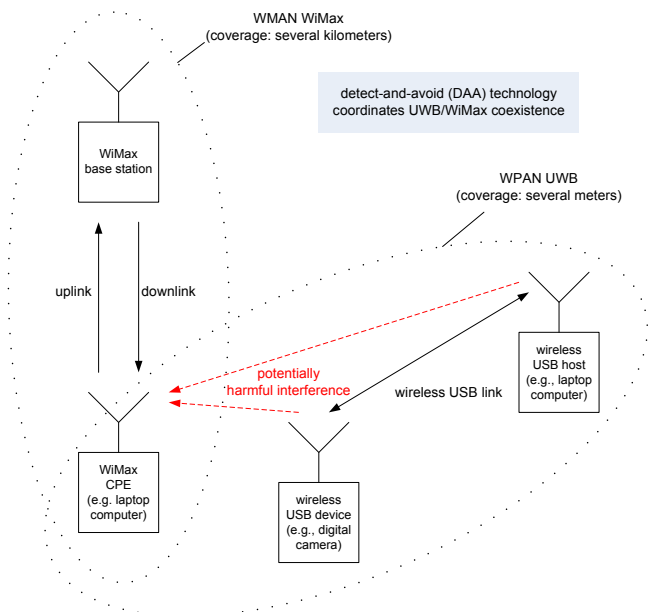 WMAN WiMax
(coverage: several kilometers)
detect-and-avoid (DAA) technology
coordinates UWB/WiMax coexistence
WiMax
base station
WPAN UWB
(coverage: several meters)
uplink
downlink
potentially
harmful interference
wireless USB link
wireless
USB host
(e.g., laptop
computer)
WiMax
CPE
(e.g. laptop
computer)
wireless
USB device
(e.g., digital
camera)